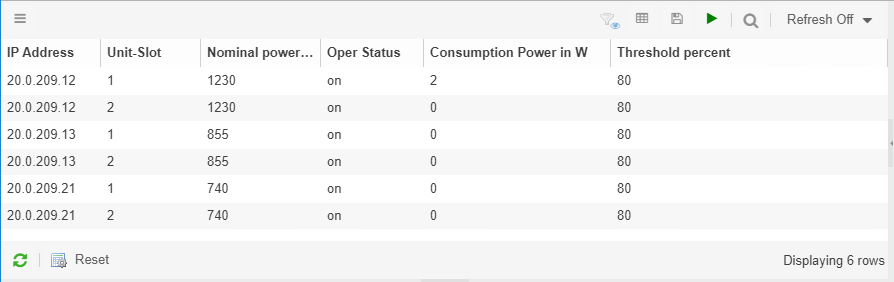 Refresh Off
IP Address Unit-Slot Nominal power... Oper Status Consumption Power in W Threshold percent
20.0.209.12 1 1230 on 2 80
20.0.209.12 2 1230 on 0 80
20.0.209.13 1 855 on 0 80
20.0.209.13 2 855 on 0 80
20.0.209.21 1 740 on 0 80
20.0.209.21 2 740 on 0 80
Reset Displaying 6 rows